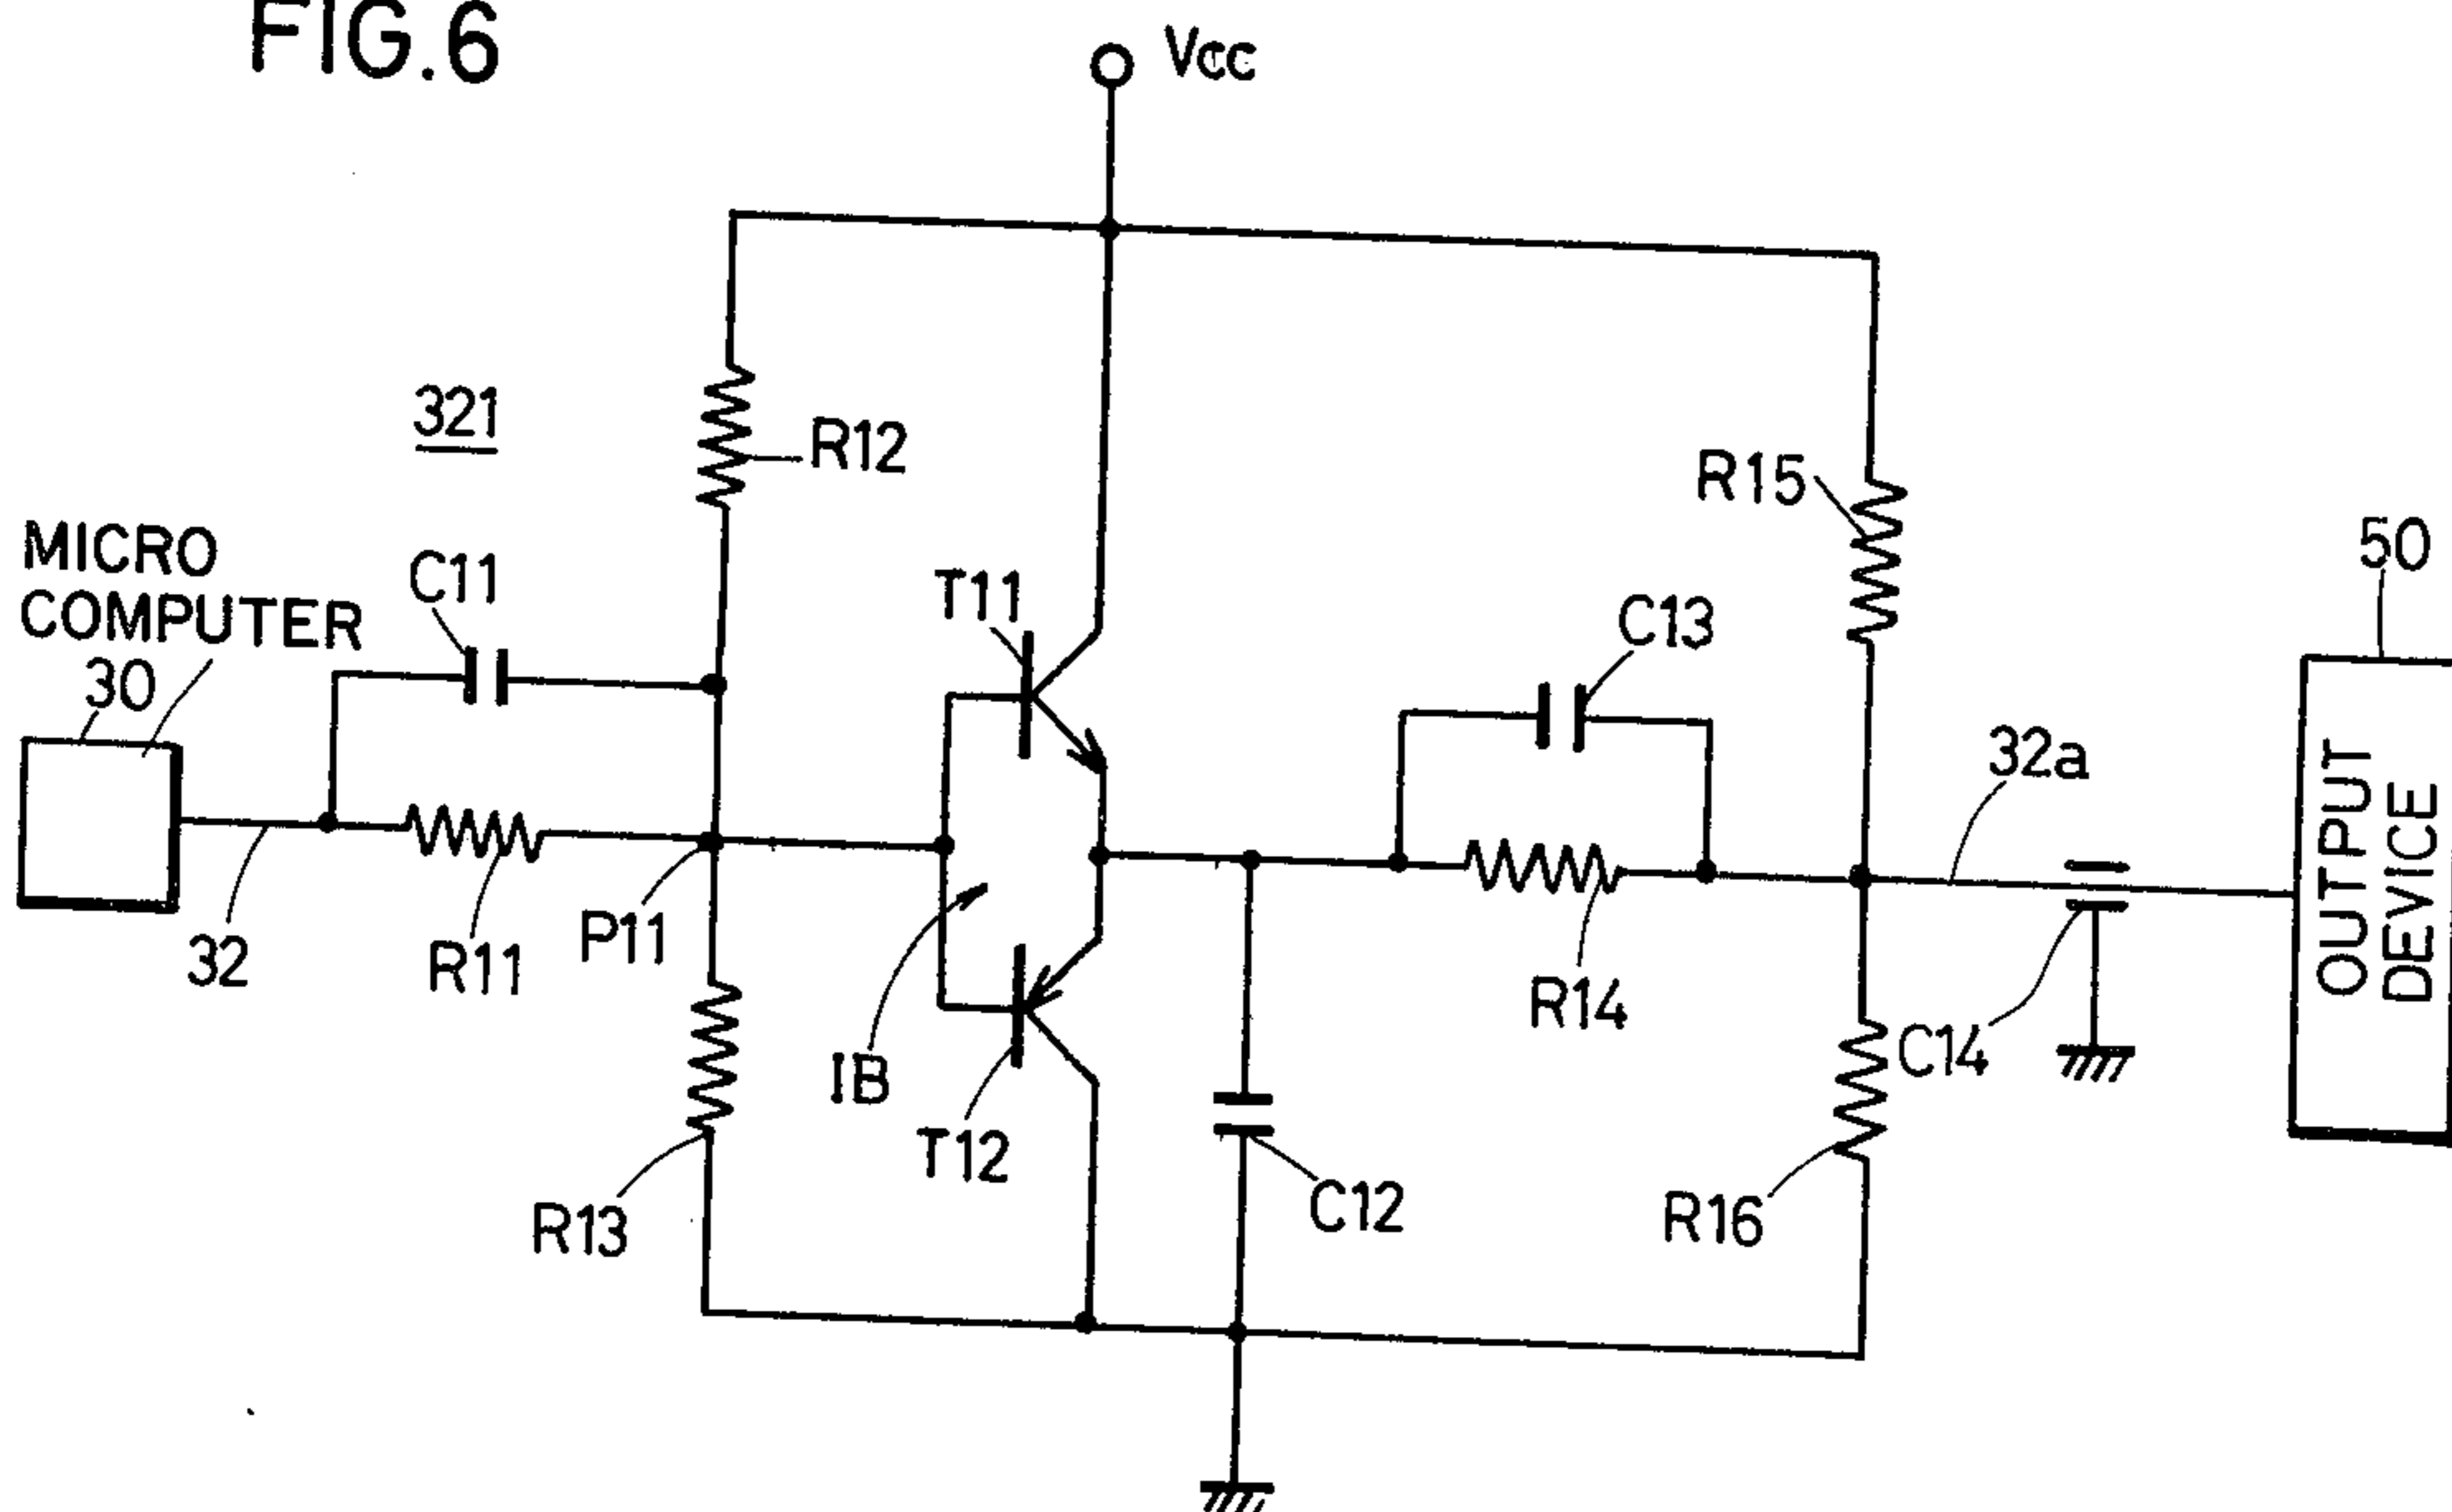 FIG.6
Vcc
321
R12
R15
MICRO
COMPUTER
C11
T11
C13
50
30
32a
OUTPUT
DEVICE
32
R11
P11
IB
T12
R14
C14
R13
C12
R16